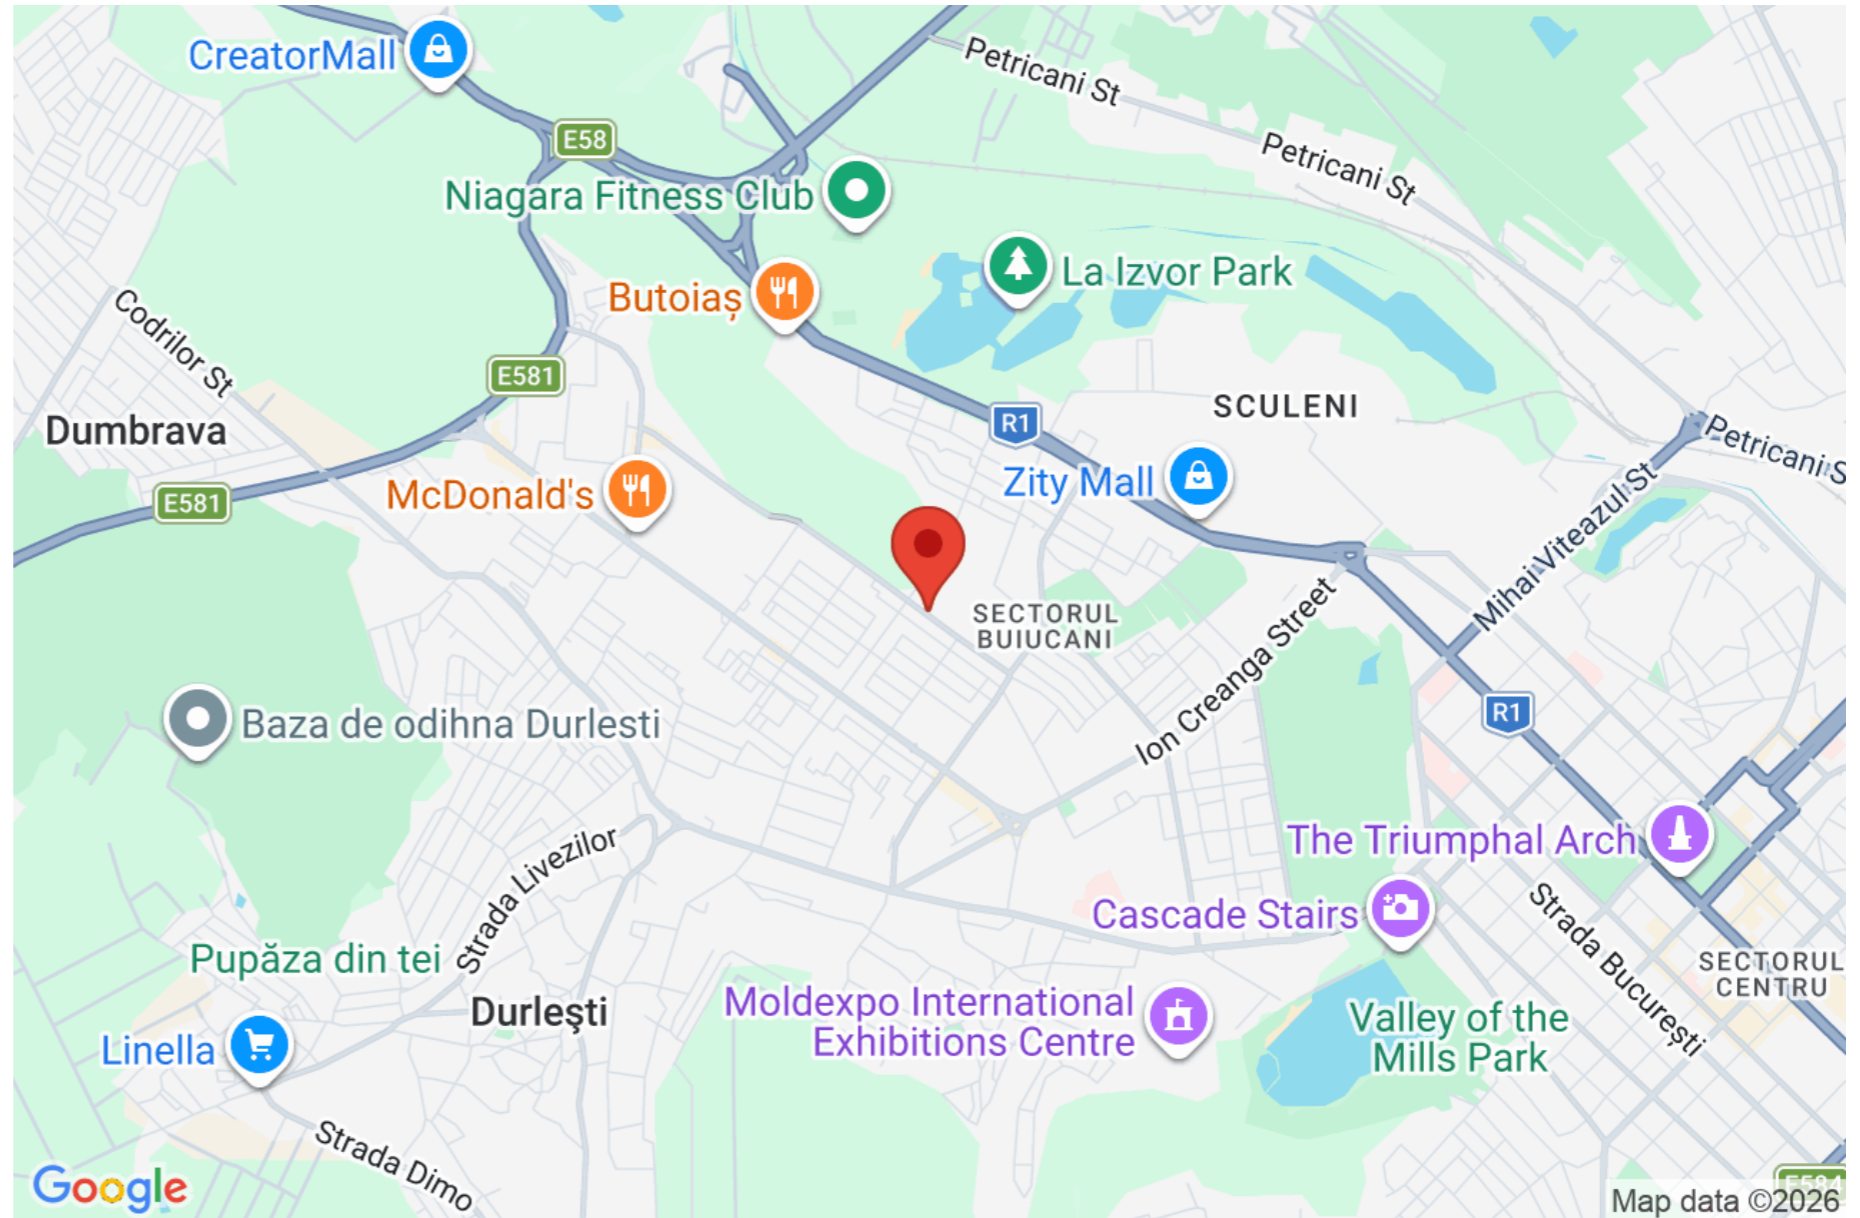 CreatorMall
Petricani St
E58
Petricani St
Niagara Fitness Club
La Izvor Park
Butoiaș
Codrilor St
E581
SCULENI
R1
Dumbrava
Petricani S
Zity Mall
McDonald's
E581
Mihai Viteazul St
SECTORUL
BUIUCANI
Ion Creanga Street
R1
Baza de odihna Durlesti
The Triumphal Arch
Strada Livezilor
Cascade Stairs
Strada București
Pupăza din tei
SECTORUL
CENTRU
Durleşti
Moldexpo International
Exhibitions Centre
Valley of the
Mills Park
Linella
Strada Dimo
Google
E584
Map data ©2026